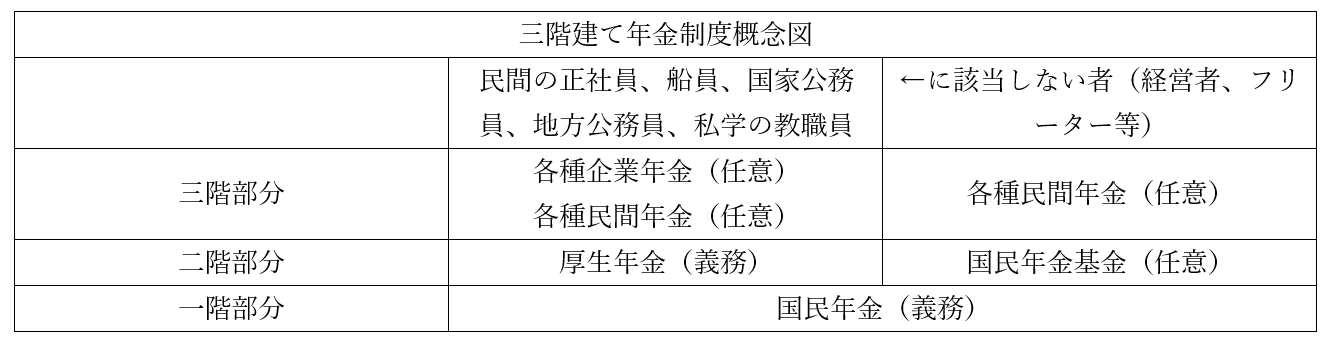 三階建て年金制度概念図
民間の正社員、船員、国家公務
員、地方公務員、私学の教職員
←に該当しない者（経営者、フリ
ーター等）
三階部分
各種企業年金（任意）
各種民間年金（任意）
各種民間年金（任意）
二階部分
厚生年金（義務）
国民年金基金（任意）
一階部分
国民年金（義務）